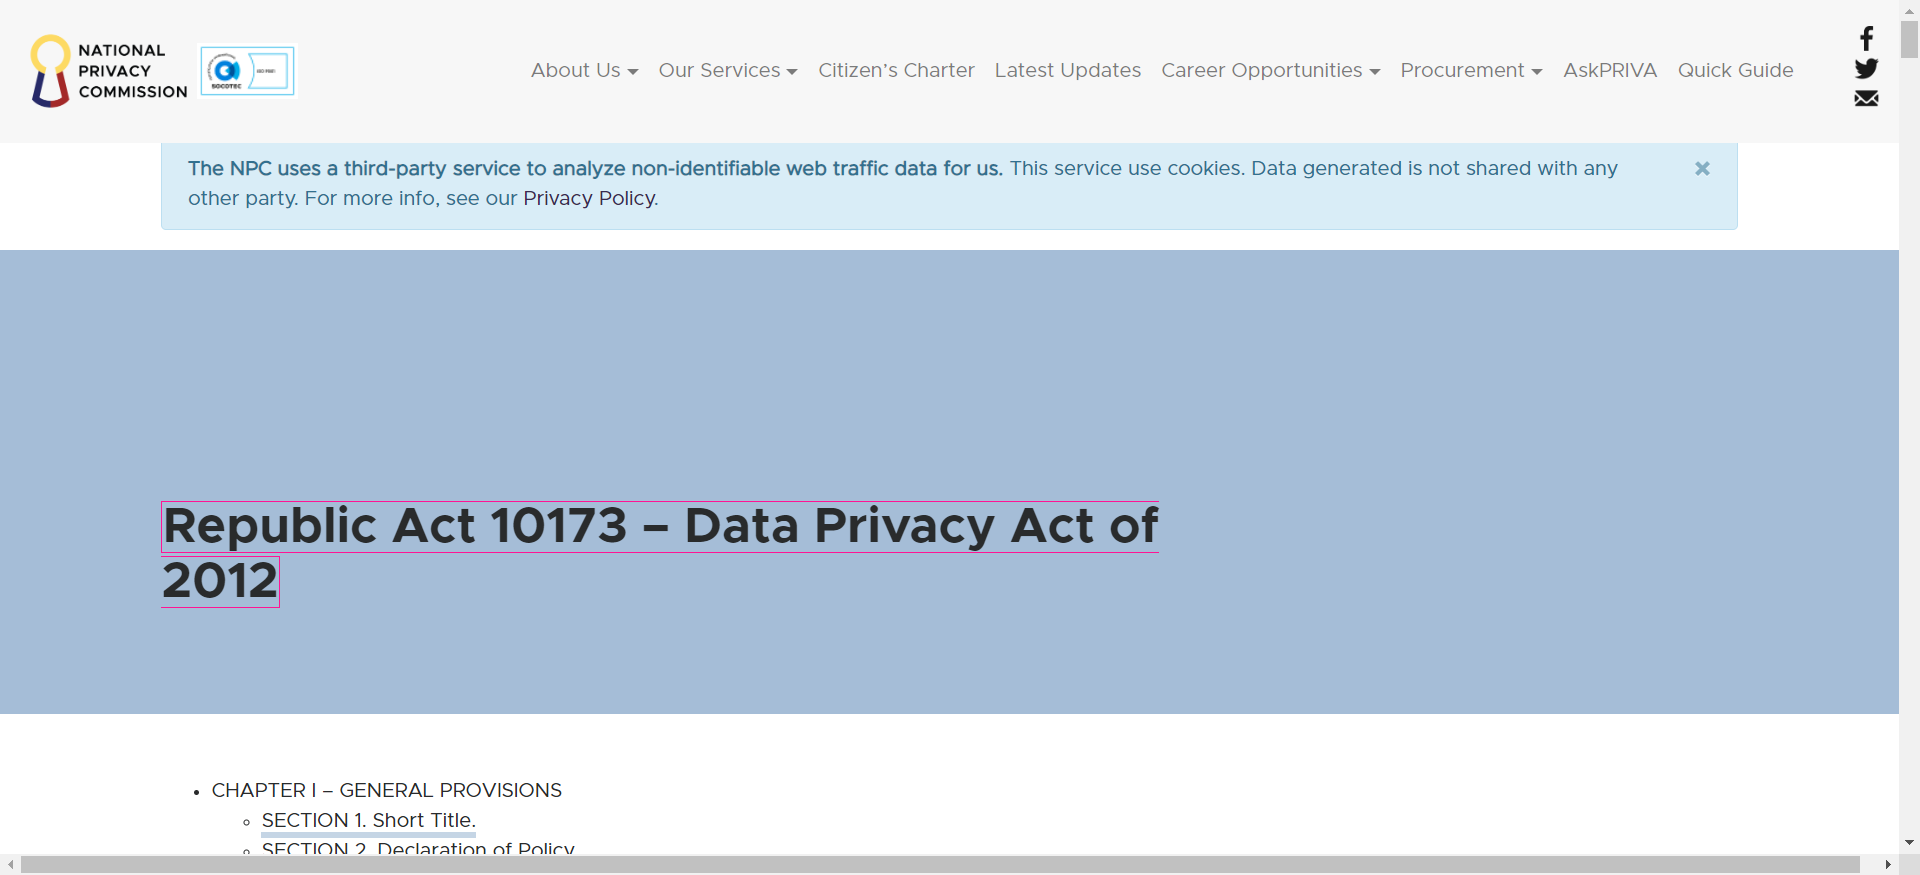 NATIONAL
PRIVACY
COMMISSION
SOCOTEC
ISO 9001
About Us
Our Services
Citizen’s Charter
Latest Updates
Career Opportunities
Procurement
AskPRIVA
Quick Guide
The NPC uses a third-party service to analyze non-identifiable web traffic data for us. This service use cookies. Data generated is not shared with any
other party. For more info, see our Privacy Policy.
×
Republic Act 10173 – Data Privacy Act of
2012
CHAPTER I – GENERAL PROVISIONS
SECTION 1. Short Title.
SECTION 2. Declaration of Policy